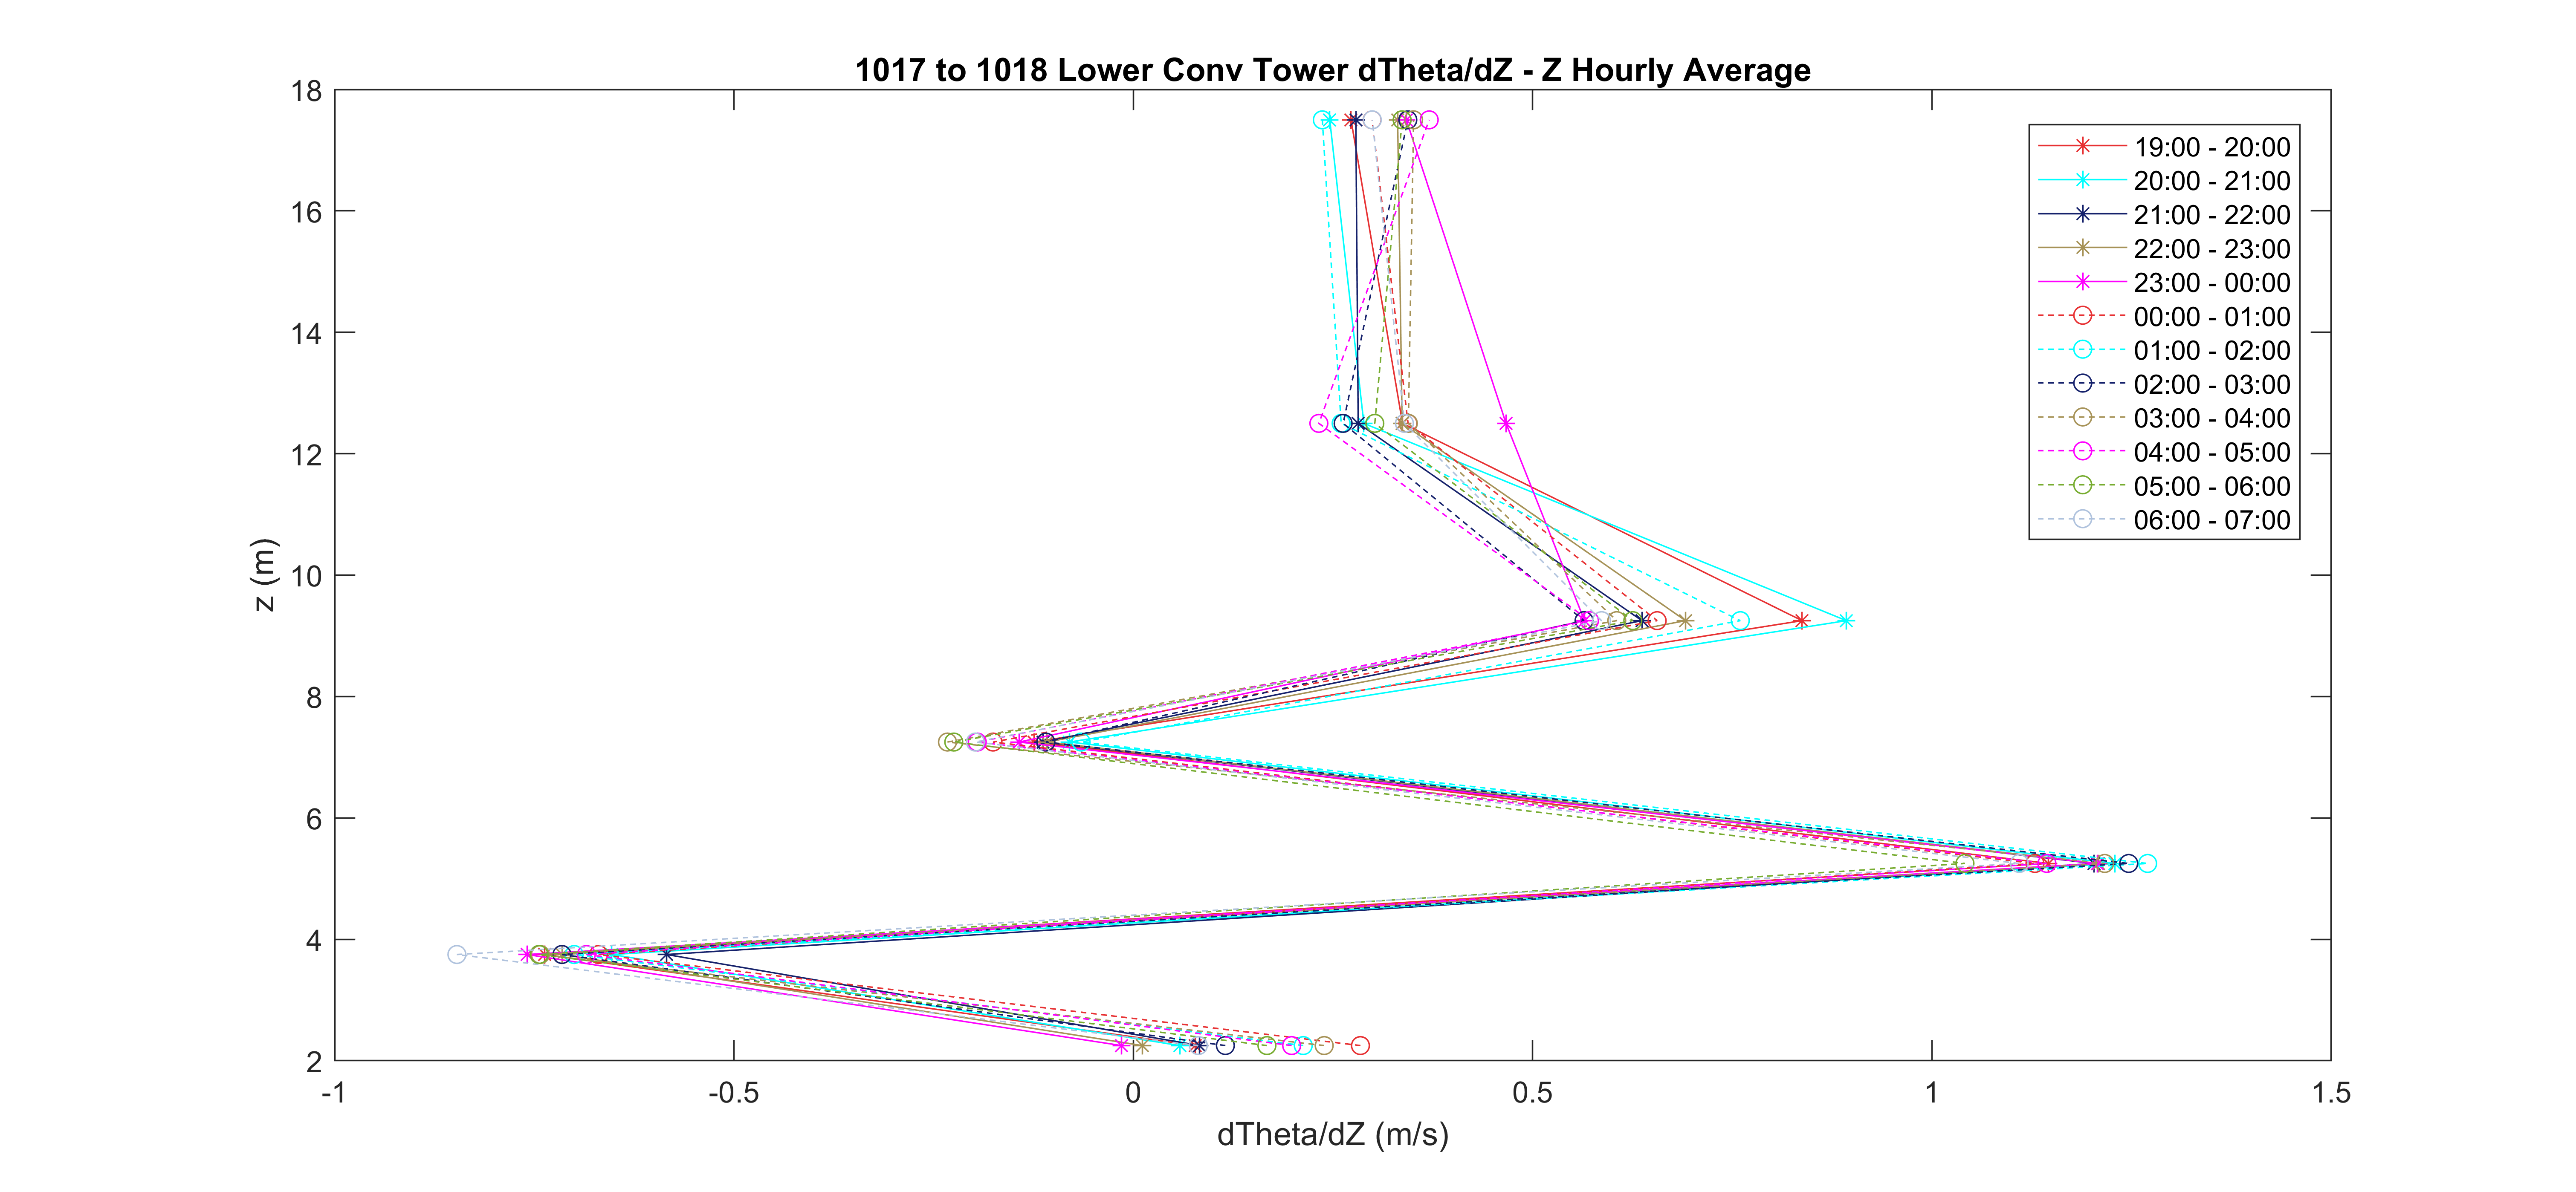 1017 to 1018 Lower Conv Tower dTheta/dZ - Z Hourly Average
18
16
14
12
10
8
6
4
2
z (m)
19:00 - 20:00
20:00 - 21:00
21:00 - 22:00
22:00 - 23:00
23:00 - 00:00
00:00 - 01:00
01:00 - 02:00
02:00 - 03:00
03:00 - 04:00
04:00 - 05:00
05:00 - 06:00
06:00 - 07:00
-1 -0.5 0 0.5 1 1.5
dTheta/dZ (m/s)